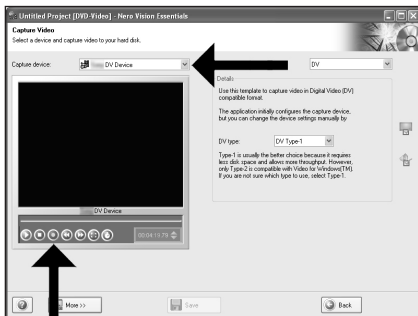 Untitled Project [DVD-Video] - Nero Vision Essentials
Capture Video
Select a device and capture video to your hard disk.
Capture device:
DV Device
DV
Details
Use this template to capture video in Digital Video (DV)
compatible format.
The application initially configures the capture device,
but you can change the device settings manually by
DV type:
DV Type-1
Type-1 is usually the better choice because it requires
less disk space and allows more throughput. However,
only Type-2 is compatible with Video for Windows(TM).
If you are not sure which type to use, select Type-1.
DV Device
00:04:19.79
More >>
Save
Back